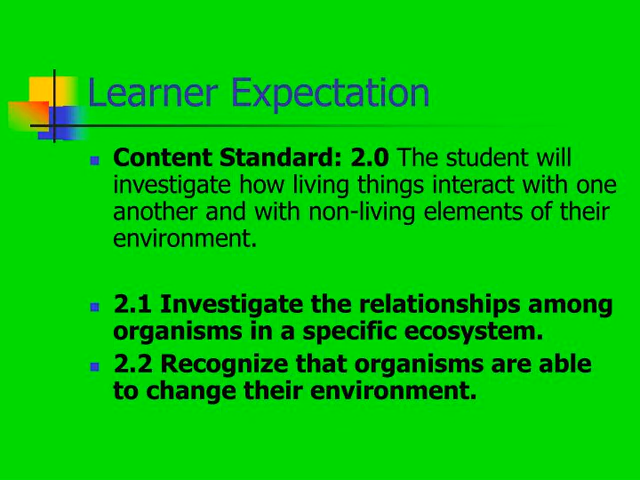 Learner Expectation
Content Standard: 2.0 The student will
investigate how living things interact with one
another and with non-living elements of their
environment.
2.1 Investigate the relationships among
organisms in a specific ecosystem.
2.2 Recognize that organisms are able
to change their environment.